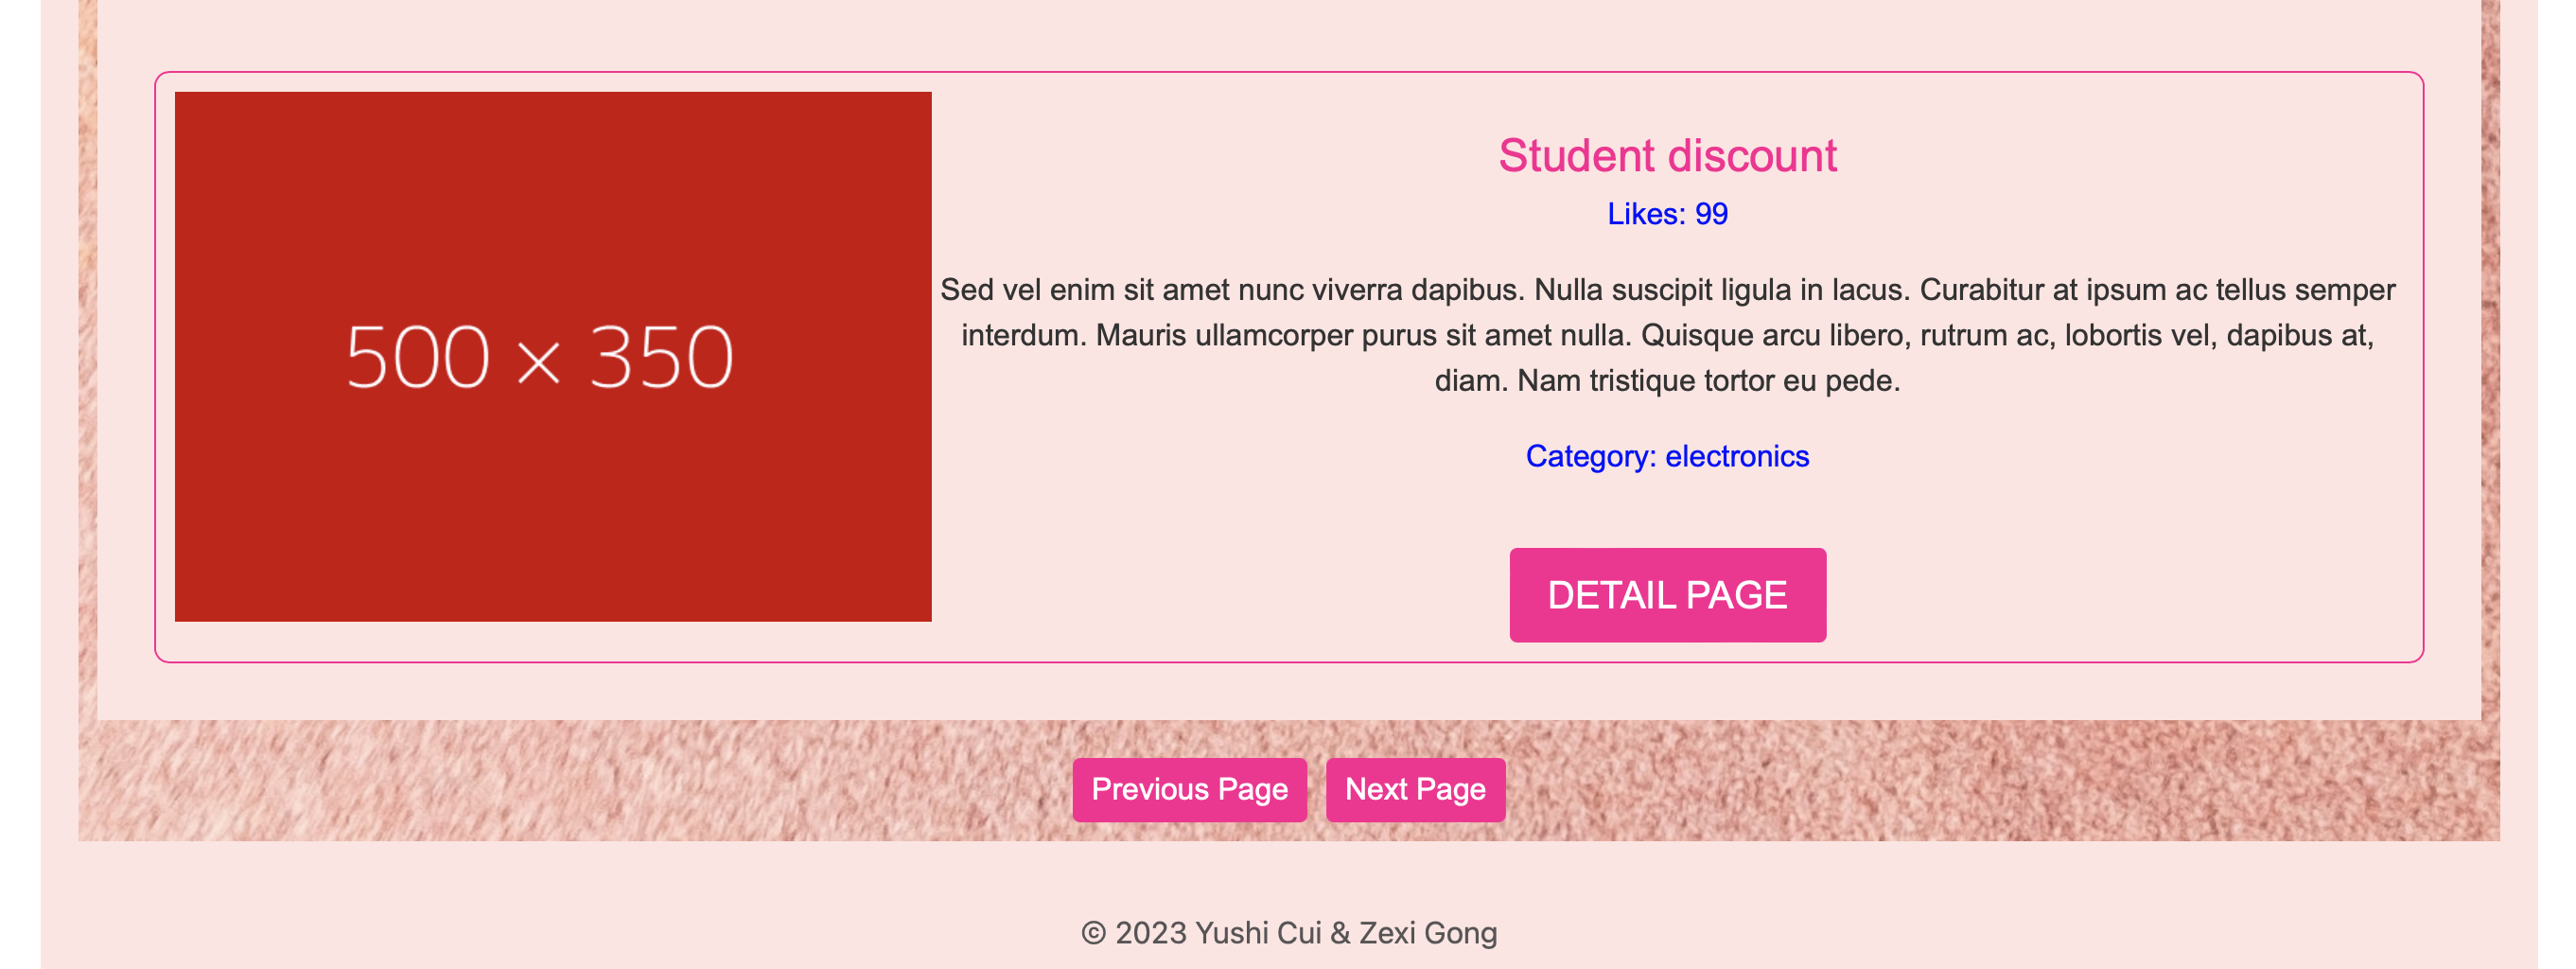 500 × 350
Student discount
Likes: 99
Sed vel enim sit amet nunc viverra dapibus. Nulla suscipit ligula in lacus. Curabitur at ipsum ac tellus semper
interdum. Mauris ullamcorper purus sit amet nulla. Quisque arcu libero, rutrum ac, lobortis vel, dapibus at,
diam. Nam tristique tortor eu pede.
Category: electronics
DETAIL PAGE
Previous Page
Next Page
© 2023 Yushi Cui & Zexi Gong